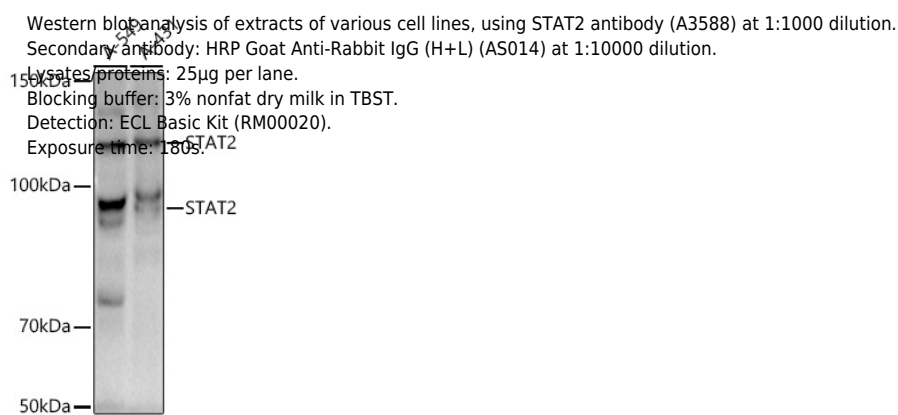 Western blot analysis of extracts of various cell lines, using STAT2 antibody (A3588) at 1:1000 dilution.
Secondary antibody: HRP Goat Anti-Rabbit IgG (H+L) (AS014) at 1:10000 dilution.
Lysates/proteins: 25μg per lane.
Blocking buffer: 3% nonfat dry milk in TBST.
Detection: ECL Basic Kit (RM00020).
Exposure time: 180s.
A-549
A-431
150kDa
STAT2
100kDa
STAT2
70kDa
50kDa